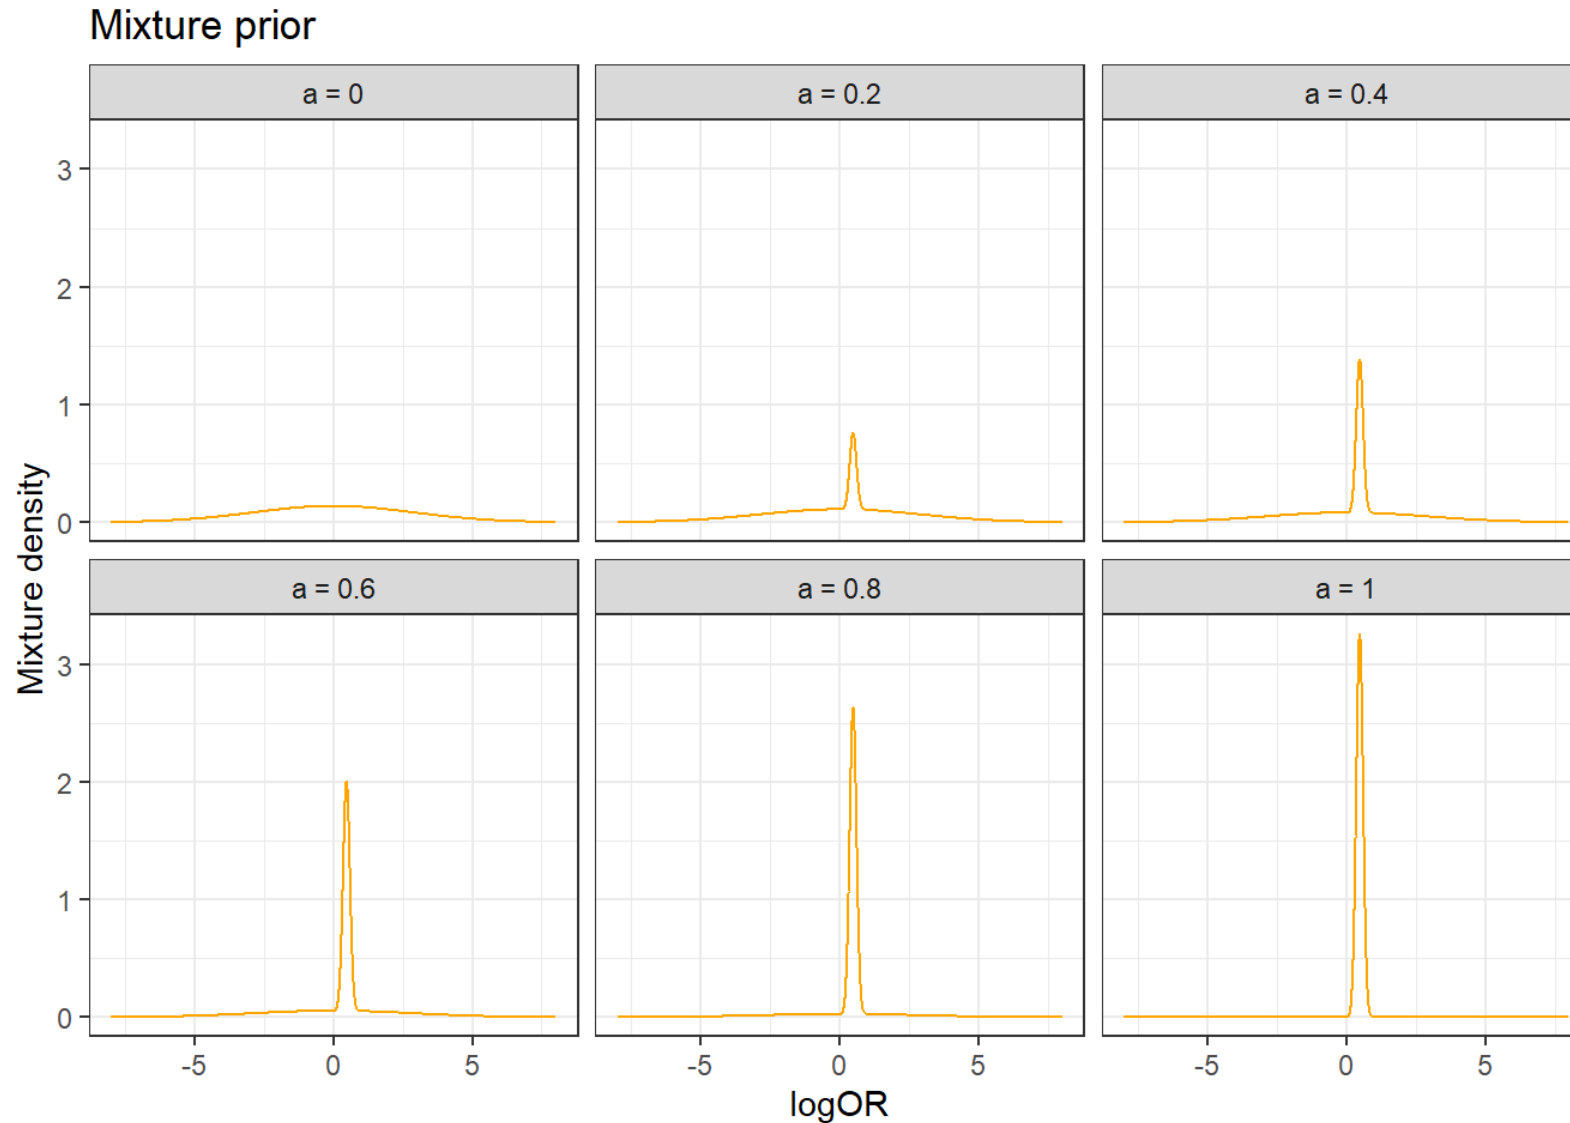 Mixture prior
a = 0
a = 0.2
a = 0.4
3
2
1
0
a = 0.6
a = 0.8
a = 1
3
2
1
0
Mixture density
-5 0 5
-5 0 5
-5 0 5
logOR